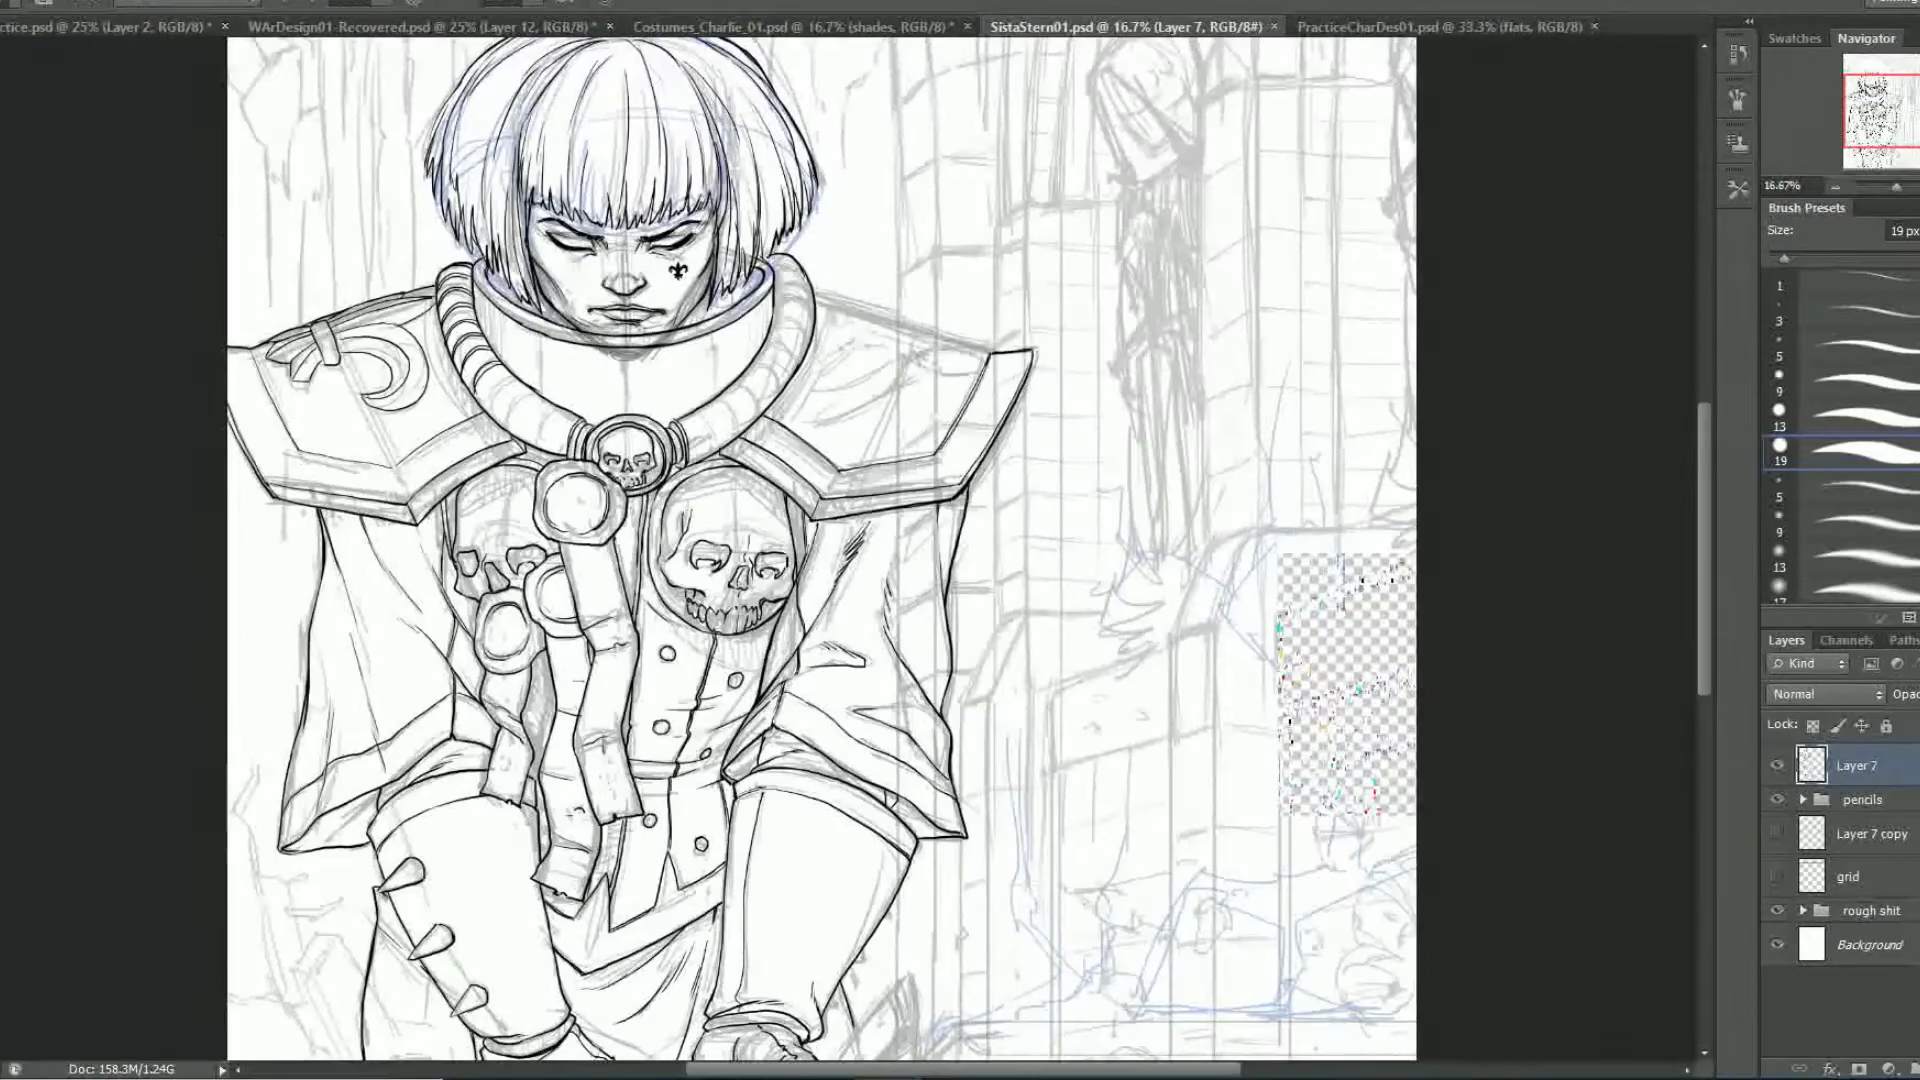 ctice.psd @ 25% (Layer 2, RGB/8) * ×
WArDesign01-Recovered.psd @ 25% (Layer 12, RGB/8) * ×
Costumes_Charlie_01.psd @ 16.7% (shades, RGB/8) * ×
SistaStern01.psd @ 16.7% (Layer 7, RGB/8#) ×
PracticeCharDes01.psd @ 33.3% (flats, RGB/8) ×
Swatches Navigator
16.67%
Brush Presets
Size: 19 px
1
3
5
9
13
19
5
9
13
Layers Channels Paths
Kind
Normal Opac
Lock:
Layer 7
pencils
Layer 7 copy
grid
rough shit
Background
fx
Doc: 158.3M/1.24G